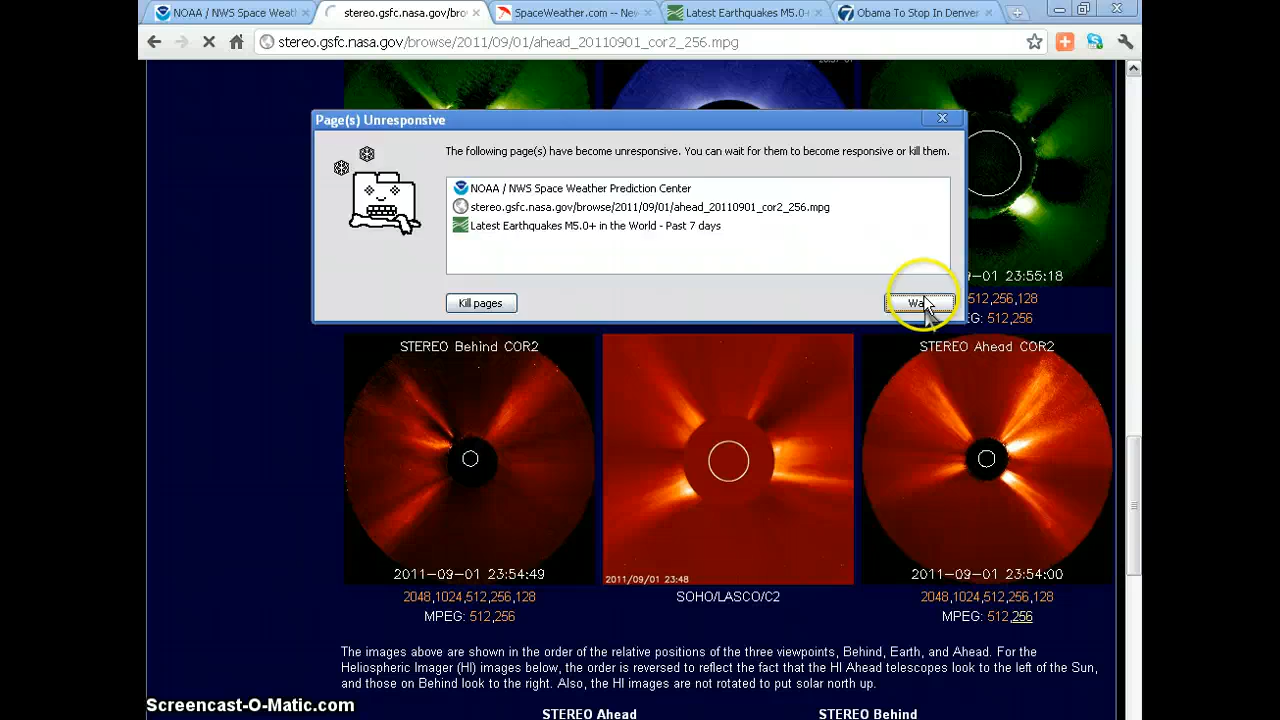 NOAA / NWS Space Weath
stereo.gsfc.nasa.gov/bro
SpaceWeather.com -- New
Latest Earthquakes M5.0+
Obama To Stop In Denver
stereo.gsfc.nasa.gov/browse/2011/09/01/ahead_20110901_cor2_256.mpg
Page(s) Unresponsive
The following page(s) have become unresponsive. You can wait for them to become responsive or kill them.
NOAA / NWS Space Weather Prediction Center
stereo.gsfc.nasa.gov/browse/2011/09/01/ahead_20110901_cor2_256.mpg
Latest Earthquakes M5.0+ in the World - Past 7 days
Kill pages
-01 23:55:18
512,256,128
G: 512,256
STEREO Behind COR2
STEREO Ahead COR2
2011-09-01 23:54:49
2011/09/01 23:48
2011-09-01 23:54:00
2048,1024,512,256,128
SOHO/LASCO/C2
2048,1024,512,256,128
MPEG: 512,256
MPEG: 512,256
The images above are shown in the order of the relative positions of the three viewpoints, Behind, Earth, and Ahead. For the
Heliospheric Imager (HI) images below, the order is reversed to reflect the fact that the HI Ahead telescopes look to the left of the Sun,
and those on Behind look to the right. Also, the HI images are not rotated to put solar north up.
Screencast-O-Matic.com
STEREO Ahead
STEREO Behind